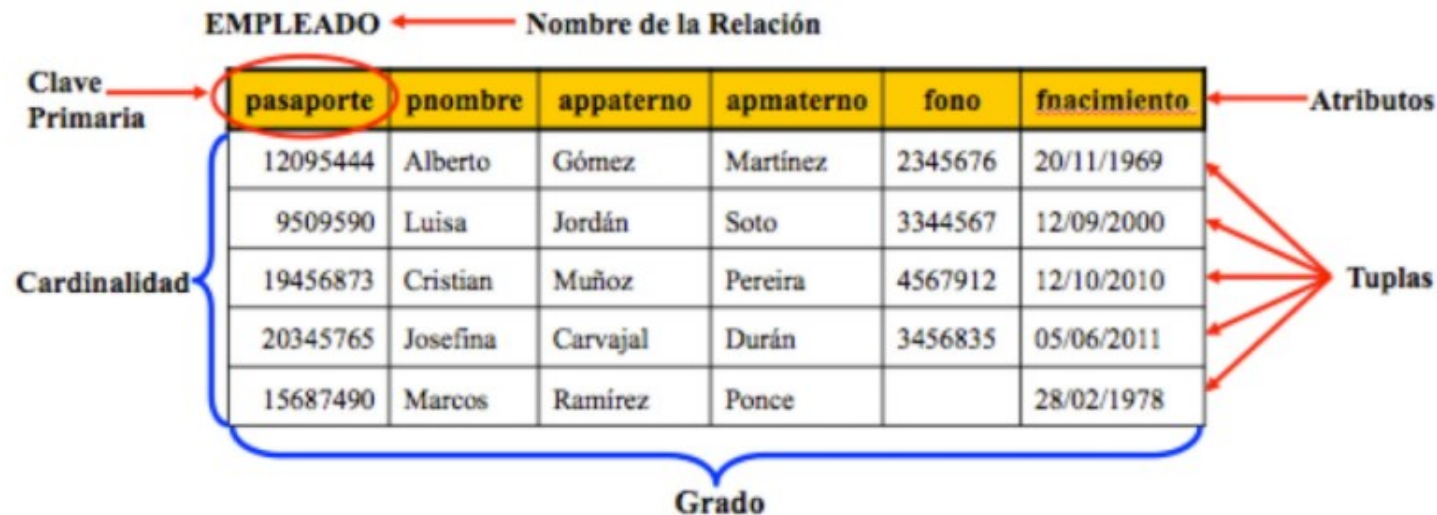 EMPLEADO Nombre de la Relación
Clave
Primaria
pasaporte pnombre appaterno apmaterno fono fnacimiento
Atributos
12095444 Alberto Gómez Martínez 2345676 20/11/1969
9509590 Luisa Jordán Soto 3344567 12/09/2000
Cardinalidad
19456873 Cristian Muñoz Pereira 4567912 12/10/2010
Tuplas
20345765 Josefina Carvajal Durán 3456835 05/06/2011
15687490 Marcos Ramírez Ponce 28/02/1978
Grado